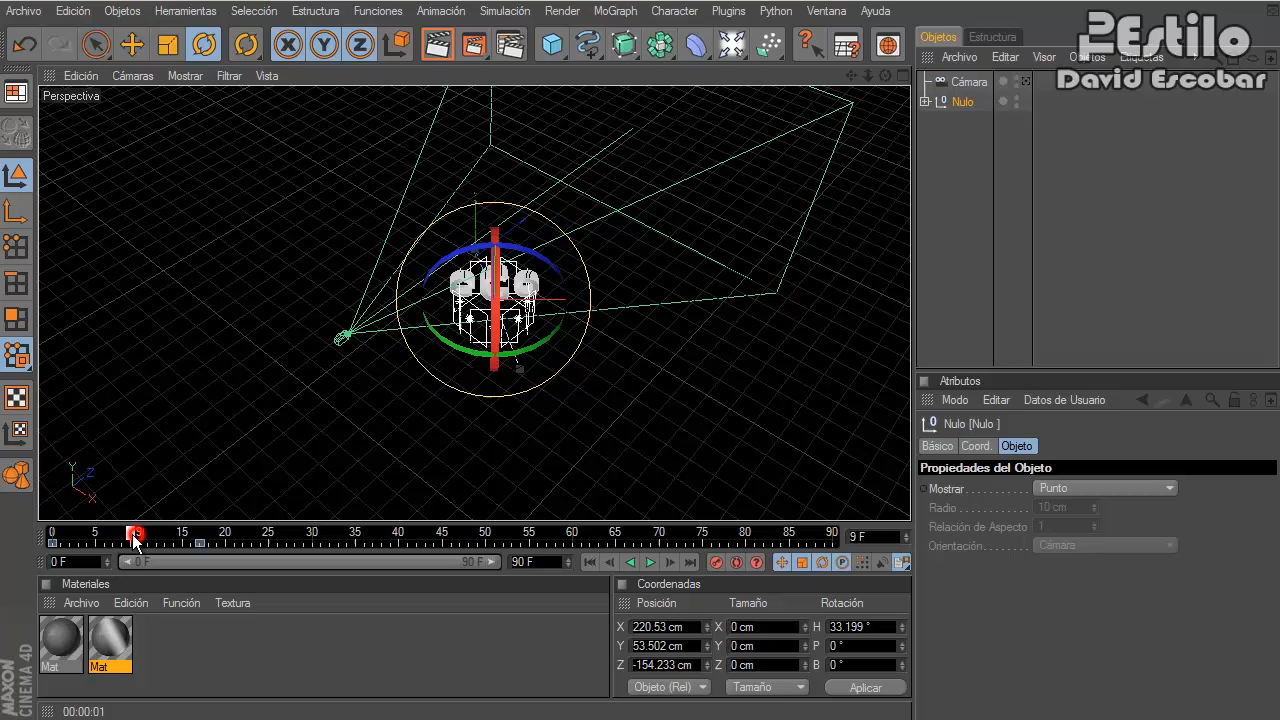 Archivo Edición Objetos Herramientas Selección Estructura Funciones Animación Simulación Render MoGraph Character Plugins Python Ventana Ayuda
2Estilo
David Escobar
Objetos Estructura
Archivo Editar Visor Objetos Etiquetas
Edición Cámaras Mostrar Filtrar Vista
Perspectiva
Cámara
Nulo
Atributos
Modo Editar Datos de Usuario
Nulo [Nulo ]
Básico Coord. Objeto
Propiedades del Objeto
Mostrar Punto
Radio 10 cm
Relación de Aspecto 1
Orientación Cámara
Y
Z
X
0 5 15 20 25 30 35 40 45 50 55 60 65 70 75 80 85 90 9 F
0 F 0 F 90 F 90 F
Materiales
Archivo Edición Función Textura
Mat Mat
Coordenadas
Posición Tamaño Rotación
X 220.53 cm X 0 cm H 33.199 °
Y 53.502 cm Y 0 cm P 0 °
Z -154.233 cm Z 0 cm B 0 °
Objeto (Rel) Tamaño Aplicar
MAXON
CINEMA 4D
00:00:01